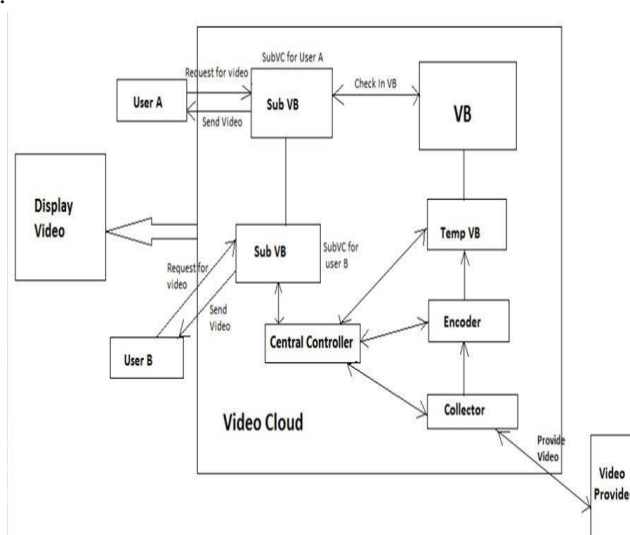 SubVC for User A
Request for video
User A
Sub VB
Check In VB
VB
Send Video
Display
Video
Sub VB
SubVC for
user B
Temp VB
Request for
video
Send
Video
Encoder
Central Controller
User B
Collector
Video Cloud
Provide
Video
Video
Provide